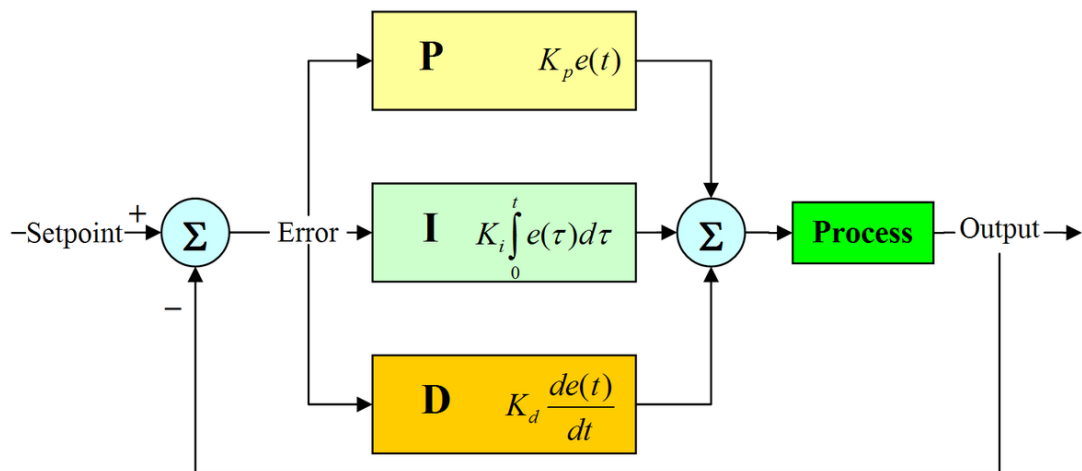 P K_p e(t)
–Setpoint + Σ Error I K_i ∫_0^t e(τ)dτ Σ Process Output
–
D K_d de(t)/dt